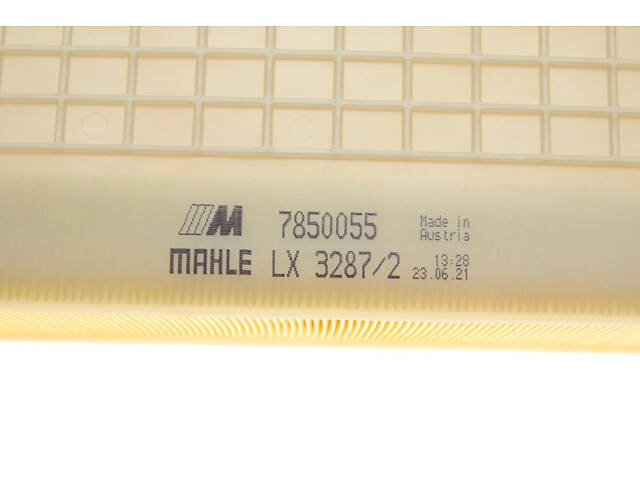 M 7850055 Made in
Austria
MAHLE LX 3287/2 13:28
23.06.21